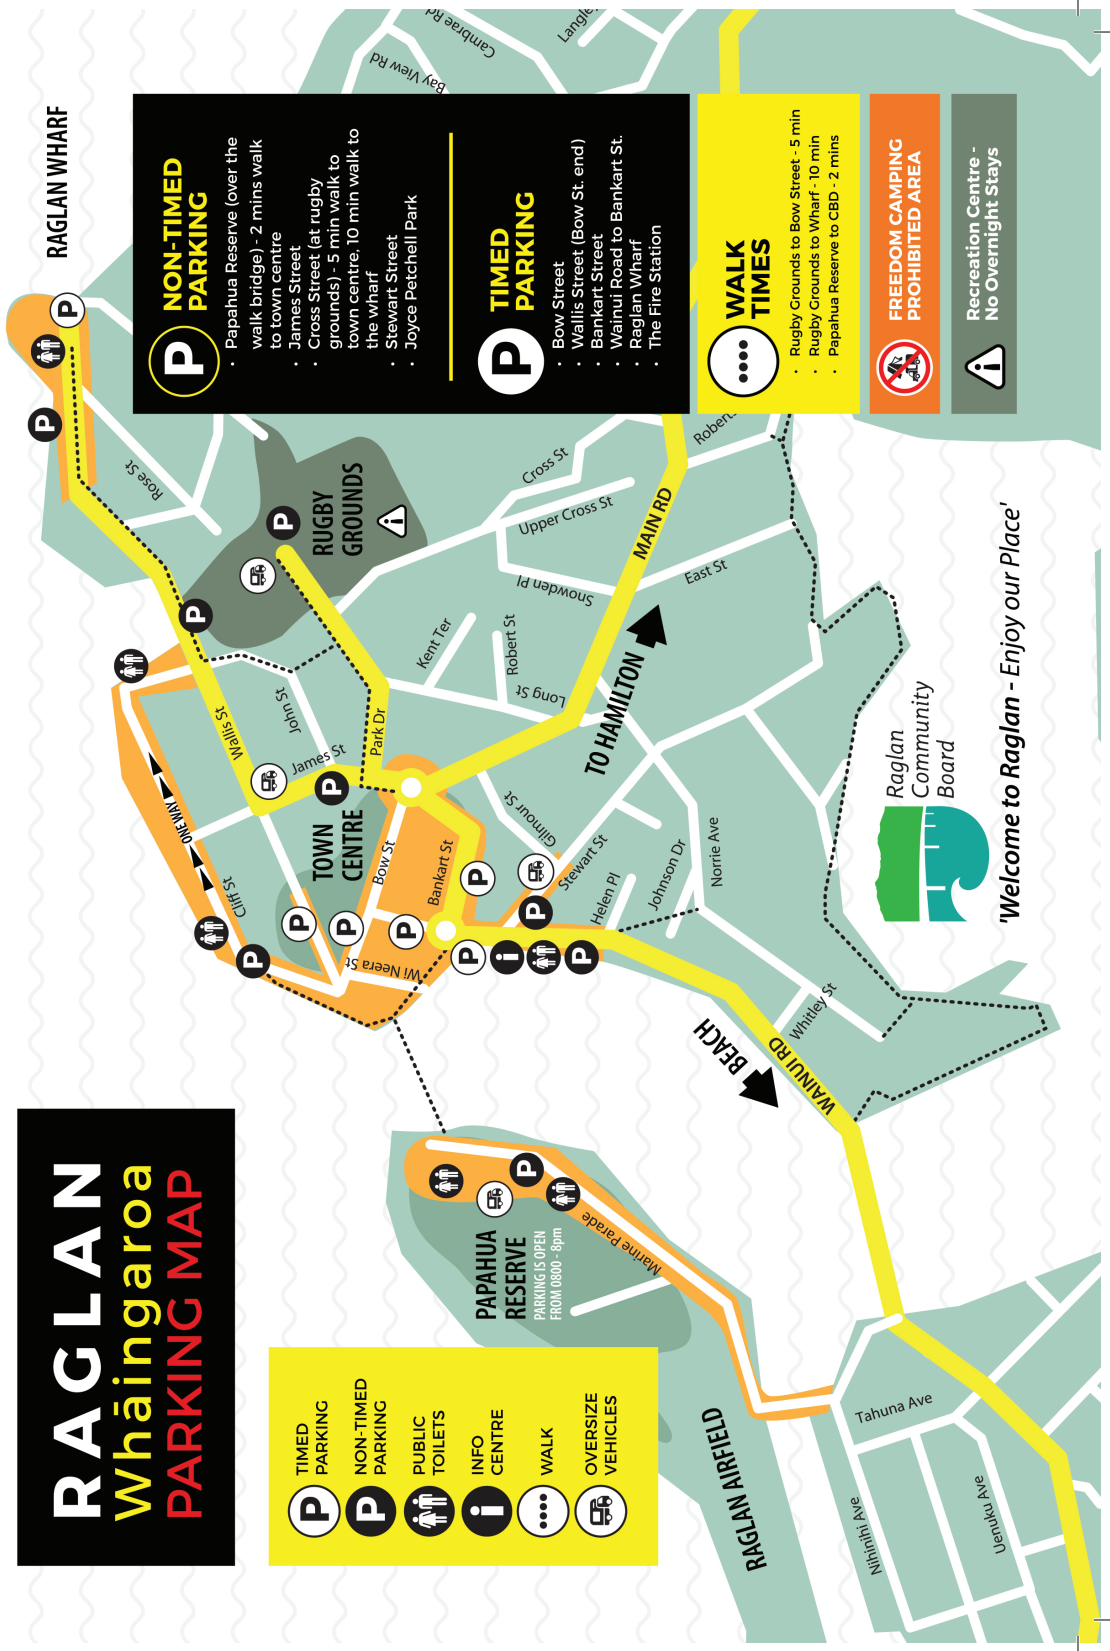 RAGLAN
Whāingaroa
PARKING MAP
TIMED
PARKING
NON-TIMED
PARKING
PUBLIC
TOILETS
INFO
CENTRE
WALK
OVERSIZE
VEHICLES
RAGLAN WHARF
P
NON-TIMED
PARKING
· Papahua Reserve (over the
walk bridge) - 2 mins walk
to town centre
· James Street
· Cross Street (at rugby
grounds) - 5 min walk to
town centre, 10 min walk to
the wharf
· Stewart Street
· Joyce Petchell Park
P
TIMED
PARKING
· Bow Street
· Wallis Street (Bow St. end)
· Bankart Street
· Wainui Road to Bankart St.
· Raglan Wharf
· The Fire Station
WALK
TIMES
· Rugby Grounds to Bow Street - 5 min
· Rugby Grounds to Wharf - 10 min
· Papahua Reserve to CBD - 2 mins
FREEDOM CAMPING
PROHIBITED AREA
Recreation Centre -
No Overnight Stays
Cambrae Rd
Bay View Rd
Rose St
RUGBY
GROUNDS
Cross St
Upper Cross St
Snowden Pl
MAIN RD
East St
Kent Ter
Robert St
Long St
TO HAMILTON
Wallis St
John St
James St
Park Dr
ONE WAY
Cliff St
TOWN
CENTRE
Bow St
Bankart St
Wi Neera St
Gilmour St
Stewart St
Helen Pl
Johnson Dr
Norrie Ave
Whitley St
BEACH
WAINUI RD
PAPAHUA
RESERVE
PARKING IS OPEN
FROM 0800 - 8pm
Marine Parade
RAGLAN AIRFIELD
Tahuna Ave
Nihinihi Ave
Uenuku Ave
Raglan
Community
Board
'Welcome to Raglan - Enjoy our Place'